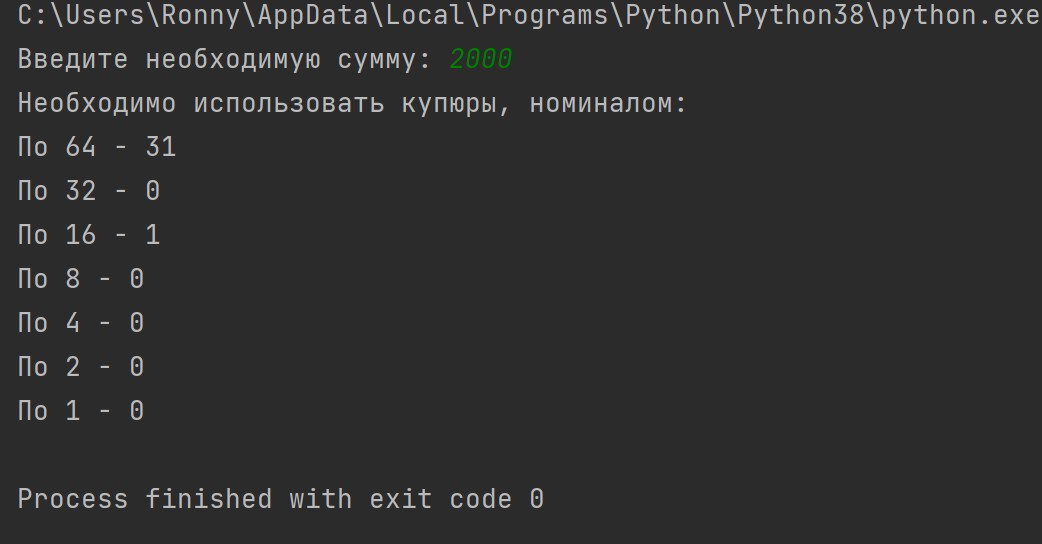 C:\Users\Ronny\AppData\Local\Programs\Python\Python38\python.exe
Введите необходимую сумму: 2000
Необходимо использовать купюры, номиналом:
По 64 - 31
По 32 - 0
По 16 - 1
По 8 - 0
По 4 - 0
По 2 - 0
По 1 - 0
Process finished with exit code 0